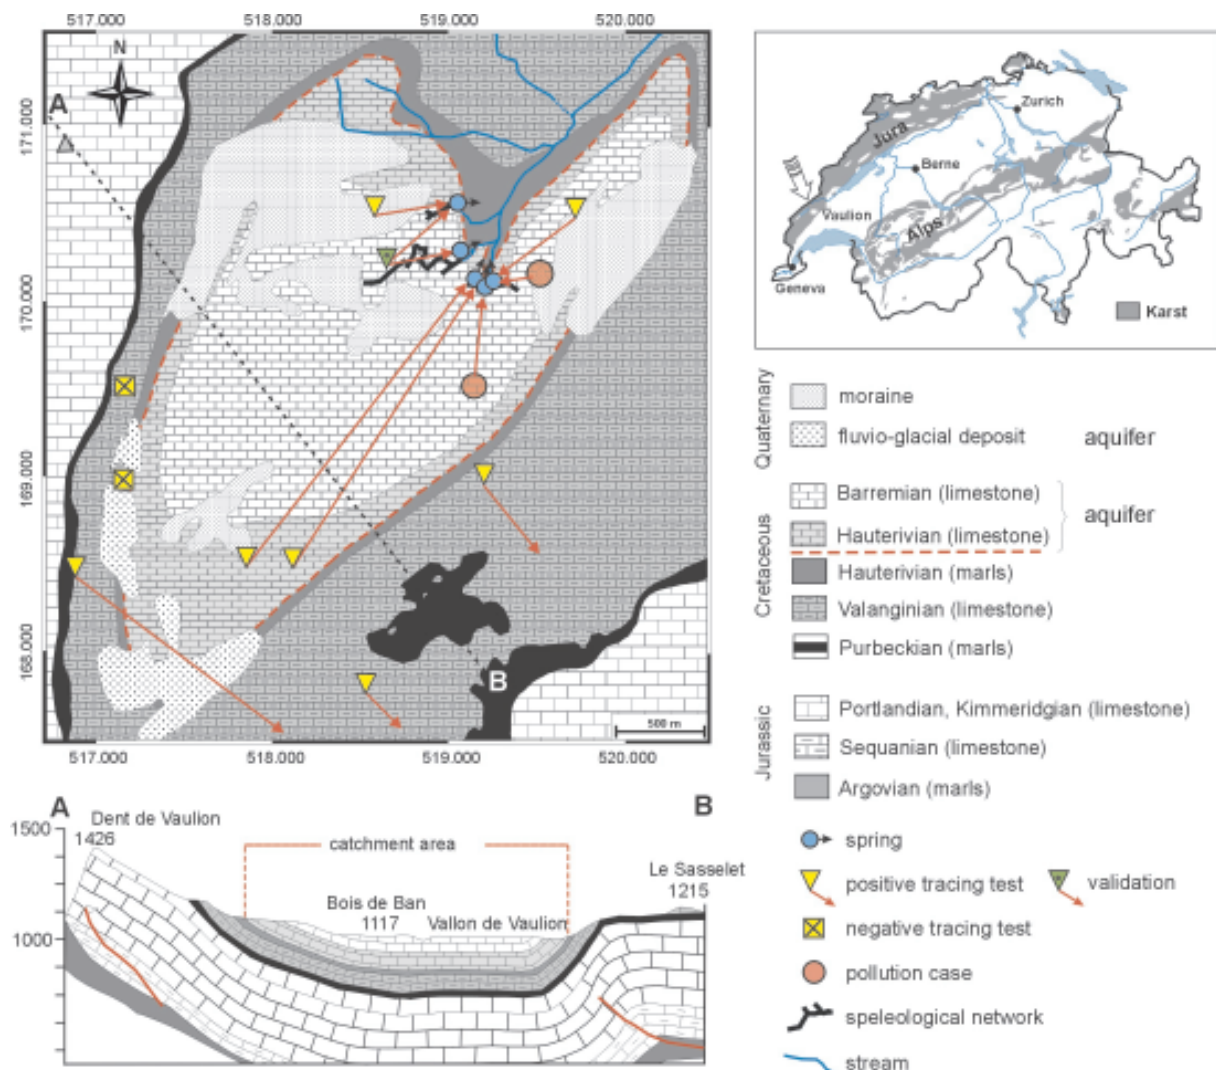 517.000 518.000 519.000 520.000
N
A
171.000
170.000
169.000
168.000
B
500 m
517.000 518.000 519.000 520.000
Zurich
Jura
Berne
Vaulion
Alps
Geneva
Karst
Quaternary
moraine
fluvio-glacial deposit
aquifer
Cretaceous
Barremian (limestone)
Hauterivian (limestone)
aquifer
Hauterivian (marls)
Valanginian (limestone)
Purbeckian (marls)
Jurassic
Portlandian, Kimmeridgian (limestone)
Sequanian (limestone)
Argovian (marls)
spring
positive tracing test
validation
negative tracing test
pollution case
speleological network
stream
A
B
1500
Dent de Vaulion
1426
catchment area
Le Sasselet
1215
Bois de Ban
1117
Vallon de Vaulion
1000